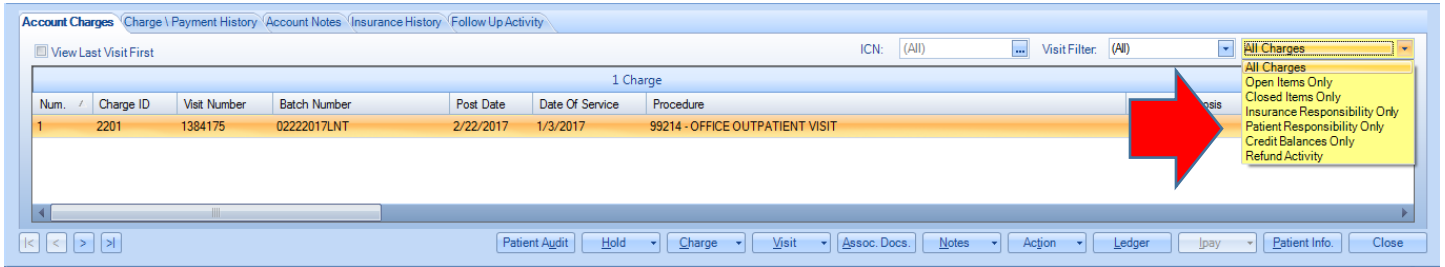 Account Charges Charge \ Payment History Account Notes Insurance History Follow Up Activity
View Last Visit First ICN: (All) ... Visit Filter: (All) All Charges
All Charges
Open Items Only
Closed Items Only
Insurance Responsibility Only
Patient Responsibility Only
Credit Balances Only
Refund Activity
1 Charge
Num. Charge ID Visit Number Batch Number Post Date Date Of Service Procedure
1 2201 1384175 02222017LNT 2/22/2017 1/3/2017 99214 - OFFICE OUTPATIENT VISIT
|< < > >| Patient Audit Hold Charge Visit Assoc. Docs. Notes Action Ledger Ipay Patient Info. Close